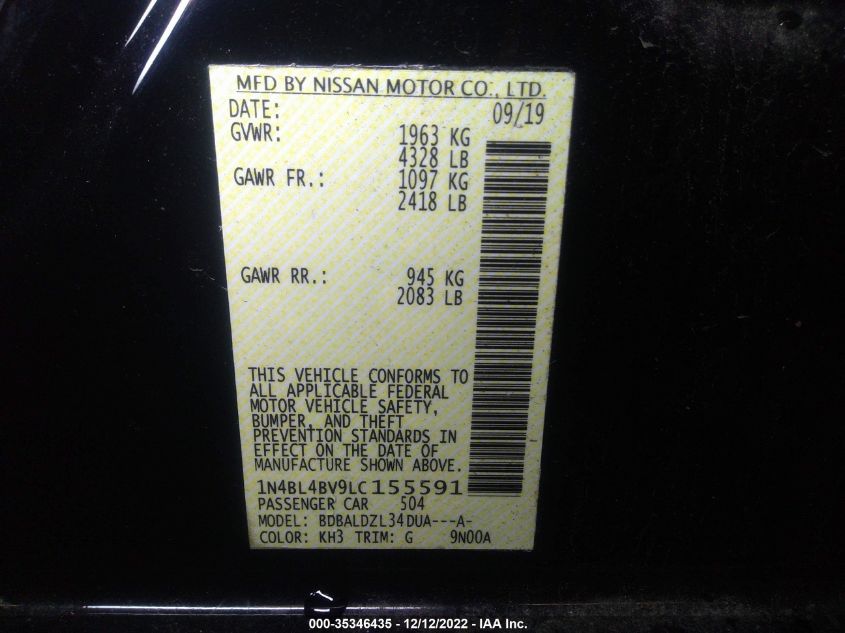 MFD BY NISSAN MOTOR CO., LTD.
DATE: 09/19
GVWR: 1963 KG
4328 LB
GAWR FR.: 1097 KG
2418 LB
GAWR RR.: 945 KG
2083 LB
THIS VEHICLE CONFORMS TO
ALL APPLICABLE FEDERAL
MOTOR VEHICLE SAFETY,
BUMPER, AND THEFT
PREVENTION STANDARDS IN
EFFECT ON THE DATE OF
MANUFACTURE SHOWN ABOVE.
1N4BL4BV9LC155591
PASSENGER CAR 504
MODEL: BDBALDZL34DUA---A-
COLOR: KH3 TRIM: G 9N00A
000-35346435 - 12/12/2022 - IAA Inc.